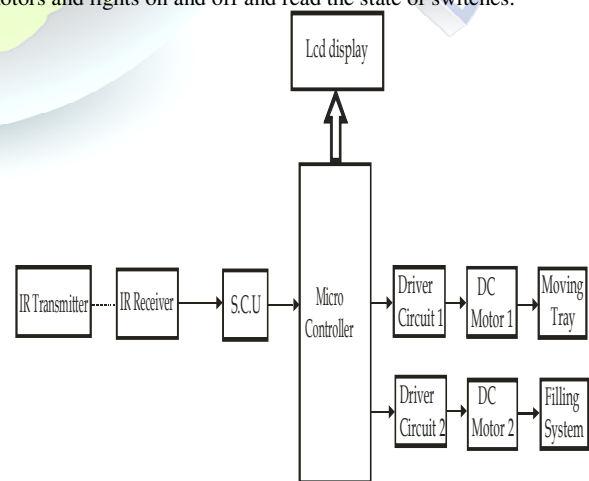 motors and lights on and off and read the state of switches.
Lcd display
IR Transmitter
IR Receiver
S.C.U
Micro
Controller
Driver
Circuit 1
DC
Motor 1
Moving
Tray
Driver
Circuit 2
DC
Motor 2
Filling
System